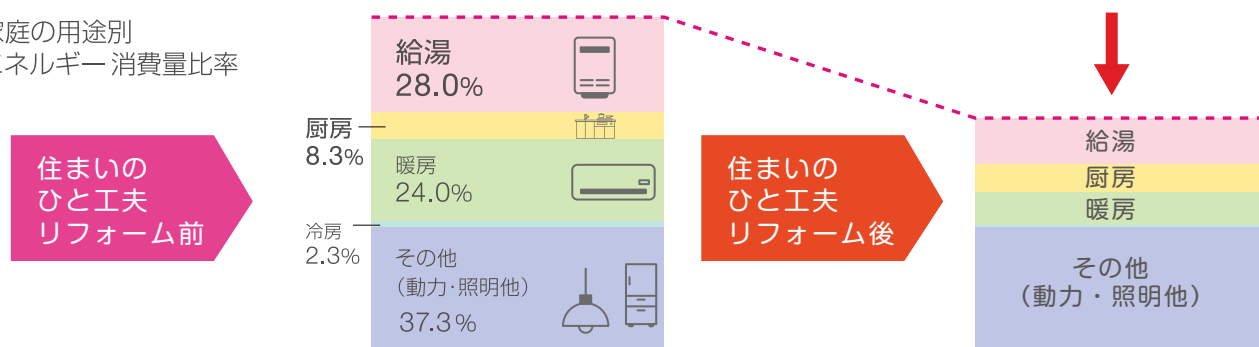 家庭の用途別
エネルギー消費量比率
住まいの
ひと工夫
リフォーム前
給湯
28.0%
厨房
8.3%
暖房
24.0%
冷房
2.3%
その他
（動力・照明他）
37.3%
住まいの
ひと工夫
リフォーム後
給湯
厨房
暖房
その他
（動力・照明他）